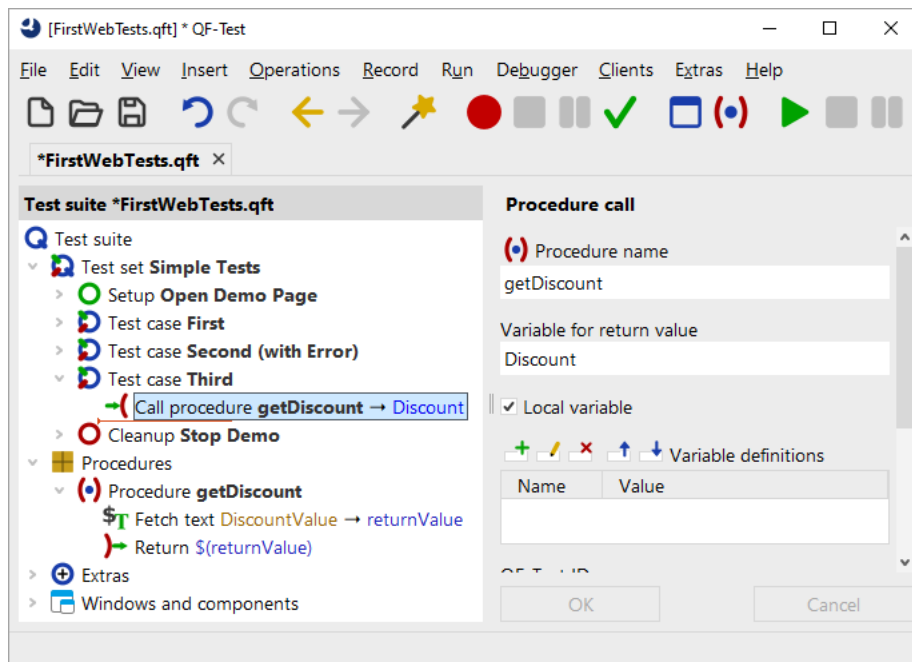 [FirstWebTests.qft] * QF-Test
File Edit View Insert Operations Record Run Debugger Clients Extras Help
*FirstWebTests.qft
Test suite *FirstWebTests.qft
Test suite
Test set Simple Tests
Setup Open Demo Page
Test case First
Test case Second (with Error)
Test case Third
Call procedure getDiscount → Discount
Cleanup Stop Demo
Procedures
Procedure getDiscount
Fetch text DiscountValue → returnValue
Return $(returnValue)
Extras
Windows and components
Procedure call
Procedure name
getDiscount
Variable for return value
Discount
Local variable
Variable definitions
Name Value
OK Cancel